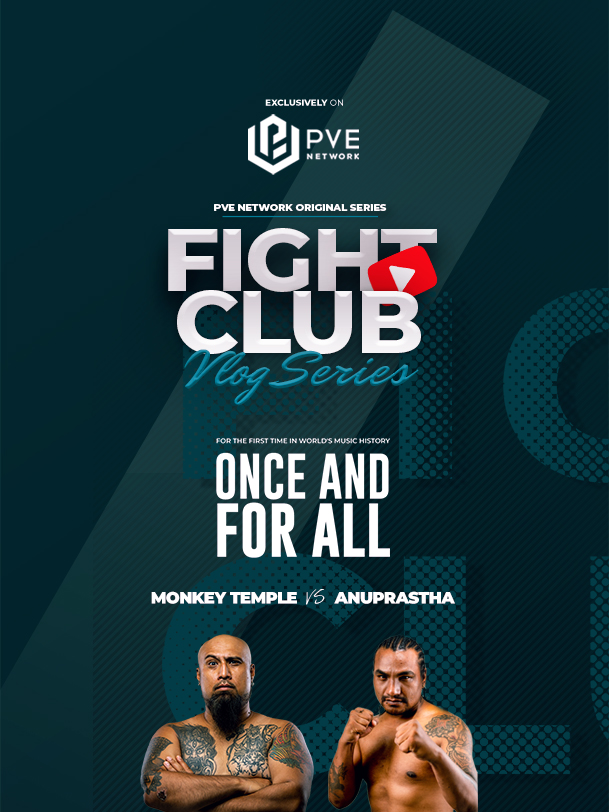 EXCLUSIVELY ON
PVE
NETWORK
PVE NETWORK ORIGINAL SERIES
FIGHT
CLUB
Vlog Series
FOR THE FIRST TIME IN WORLD'S MUSIC HISTORY
ONCE AND
FOR ALL
MONKEY TEMPLE VS ANUPRASTHA